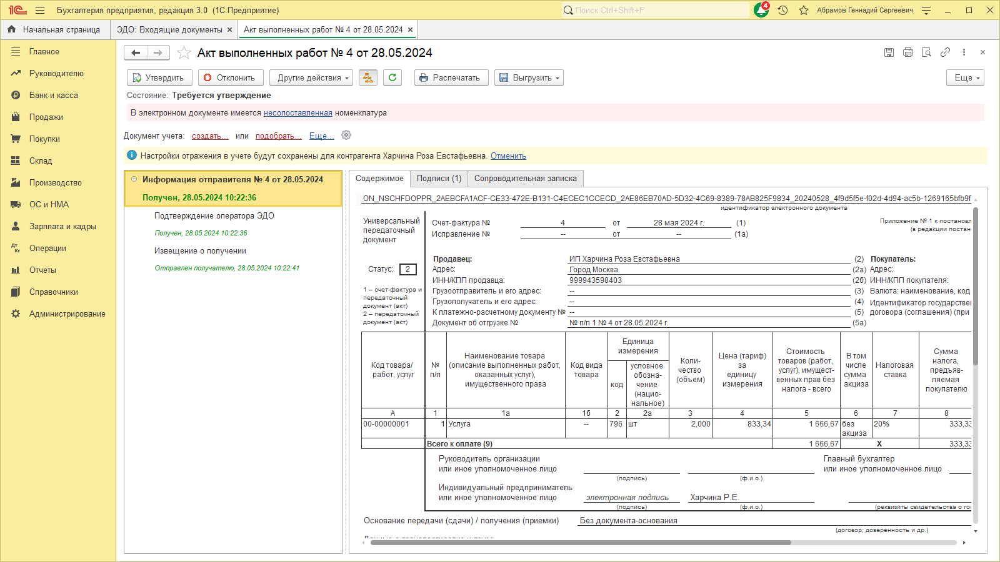 1С Бухгалтерия предприятия, редакция 3.0 (1С:Предприятие)
Поиск Ctrl+Shift+F
4
Абрамов Геннадий Сергеевич
Начальная страница
ЭДО: Входящие документы ×
Акт выполненных работ № 4 от 28.05.2024 ×
Главное
Руководителю
Банк и касса
Продажи
Покупки
Склад
Производство
ОС и НМА
Зарплата и кадры
Дт Кт Операции
Отчеты
Справочники
Администрирование
Акт выполненных работ № 4 от 28.05.2024
Утвердить
Отклонить
Другие действия
Распечатать
Выгрузить
Еще
Состояние: Требуется утверждение
В электронном документе имеется несопоставленная номенклатура
Документ учета: создать... или подобрать... Еще...
Настройки отражения в учете будут сохранены для контрагента Харчина Роза Евстафьевна. Отменить
Информация отправителя № 4 от 28.05.2024
Получен, 28.05.2024 10:22:36
Подтверждение оператора ЭДО
Получен, 28.05.2024 10:22:36
Извещение о получении
Отправлен получателю, 28.05.2024 10:22:41
Содержимое
Подписи (1)
Сопроводительная записка
ON_NSCHFDOPPR_2AEBCFA1ACF-CE33-472E-B131-C4ECEC1CCECD_2AE86EB70AD-5D32-4C69-8389-78AB825F9834_20240528_4f9d5f5e-f02d-4d94-ac5b-1269165bfb9f
идентификатор электронного документа
Универсальный
передаточный
документ
Счет-фактура № 4 от 28 мая 2024 г. (1)
Исправление № -- от -- (1а)
Приложение № 1 к постановл
(в редакции постан
Статус: 2
1 – счет-фактура и
передаточный
документ (акт)
2 – передаточный
документ (акт)
Продавец: ИП Харчина Роза Евстафьевна (2) Покупатель:
Адрес: Город Москва (2а) Адрес:
ИНН/КПП продавца: 999943598403 (2б) ИНН/КПП покупателя:
Грузоотправитель и его адрес: -- (3) Валюта: наименование, код
Грузополучатель и его адрес: -- (4) Идентификатор государствен
К платежно-расчетному документу № -- (5) договора (соглашения) (при
Документ об отгрузке № № п/п 1 № 4 от 28.05.2024 г. (5а)
Код товара/
работ, услуг
№
п/п
Наименование товара
(описание выполненных работ,
оказанных услуг),
имущественного права
Код вида
товара
Единица
измерения
код
условное
обозна-
чение
(нацио-
нальное)
Коли-
чество
(объем)
Цена (тариф)
за
единицу
измерения
Стоимость
товаров (работ,
услуг), имущест-
венных прав без
налога - всего
В том
числе
сумма
акциза
Налоговая
ставка
Сумма
налога,
предъяв-
ляемая
покупателю
А 1 1а 1б 2 2а 3 4 5 6 7 8
00-00000001 1 Услуга -- 796 шт 2,000 833,34 1 666,67 без акциза 20% 333,33
Всего к оплате (9) 1 666,67 X 333,33
Руководитель организации
или иное уполномоченное лицо
(подпись) (ф.и.о.)
Главный бухгалтер
или иное уполномоченное лицо
Индивидуальный предприниматель
или иное уполномоченное лицо электронная подпись Харчина Р.Е.
(подпись) (ф.и.о.) (реквизиты свидетельства о го
Основание передачи (сдачи) / получения (приемки) Без документа-основания
(договор; доверенность и др.)